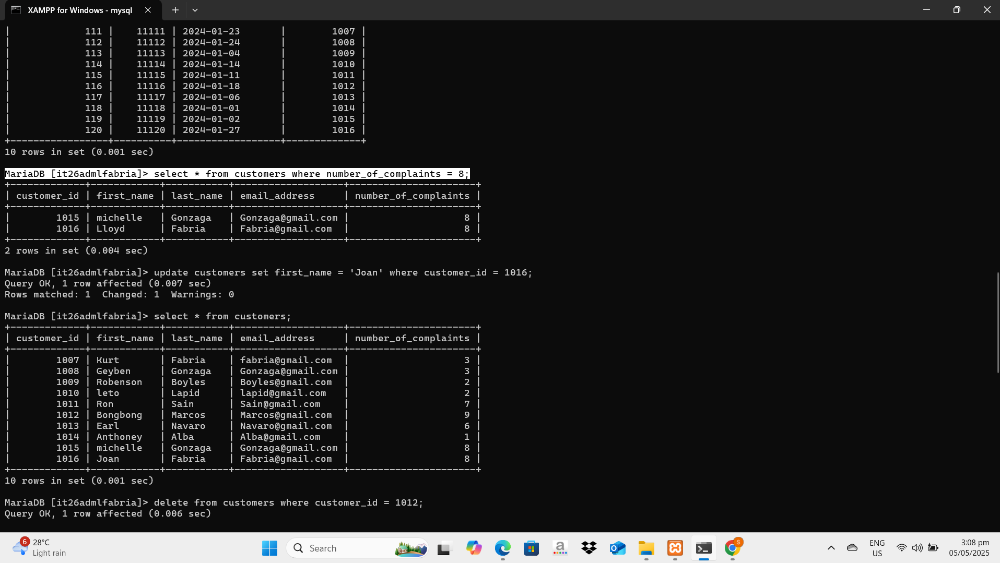 XAMPP for Windows - mysql
|             111 |    11111 | 2024-01-23       |        1007 |
|             112 |    11112 | 2024-01-24       |        1008 |
|             113 |    11113 | 2024-01-04       |        1009 |
|             114 |    11114 | 2024-01-14       |        1010 |
|             115 |    11115 | 2024-01-11       |        1011 |
|             116 |    11116 | 2024-01-18       |        1012 |
|             117 |    11117 | 2024-01-06       |        1013 |
|             118 |    11118 | 2024-01-01       |        1014 |
|             119 |    11119 | 2024-01-02       |        1015 |
|             120 |    11120 | 2024-01-27       |        1016 |
+-----------------+----------+------------------+-------------+
10 rows in set (0.001 sec)
MariaDB [it26admlfabria]> select * from customers where number_of_complaints = 8;
+-------------+------------+-----------+-------------------+----------------------+
| customer_id | first_name | last_name | email_address     | number_of_complaints |
+-------------+------------+-----------+-------------------+----------------------+
|        1015 | michelle   | Gonzaga   | Gonzaga@gmail.com |                    8 |
|        1016 | Lloyd      | Fabria    | Fabria@gmail.com  |                    8 |
+-------------+------------+-----------+-------------------+----------------------+
2 rows in set (0.004 sec)
MariaDB [it26admlfabria]> update customers set first_name = 'Joan' where customer_id = 1016;
Query OK, 1 row affected (0.007 sec)
Rows matched: 1  Changed: 1  Warnings: 0
MariaDB [it26admlfabria]> select * from customers;
+-------------+------------+-----------+-------------------+----------------------+
| customer_id | first_name | last_name | email_address     | number_of_complaints |
+-------------+------------+-----------+-------------------+----------------------+
|        1007 | Kurt       | Fabria    | fabria@gmail.com  |                    3 |
|        1008 | Geyben     | Gonzaga   | Gonzaga@gmail.com |                    3 |
|        1009 | Robenson   | Boyles    | Boyles@gmail.com  |                    2 |
|        1010 | leto       | Lapid     | lapid@gmail.com   |                    2 |
|        1011 | Ron        | Sain      | Sain@gmail.com    |                    7 |
|        1012 | Bongbong   | Marcos    | Marcos@gmail.com  |                    9 |
|        1013 | Earl       | Navaro    | Navaro@gmail.com  |                    6 |
|        1014 | Anthoney   | Alba      | Alba@gmail.com    |                    1 |
|        1015 | michelle   | Gonzaga   | Gonzaga@gmail.com |                    8 |
|        1016 | Joan       | Fabria    | Fabria@gmail.com  |                    8 |
+-------------+------------+-----------+-------------------+----------------------+
10 rows in set (0.001 sec)
MariaDB [it26admlfabria]> delete from customers where customer_id = 1012;
Query OK, 1 row affected (0.006 sec)
6
28°C
Light rain
Search
a
S
ENG
US
3:08 pm
05/05/2025